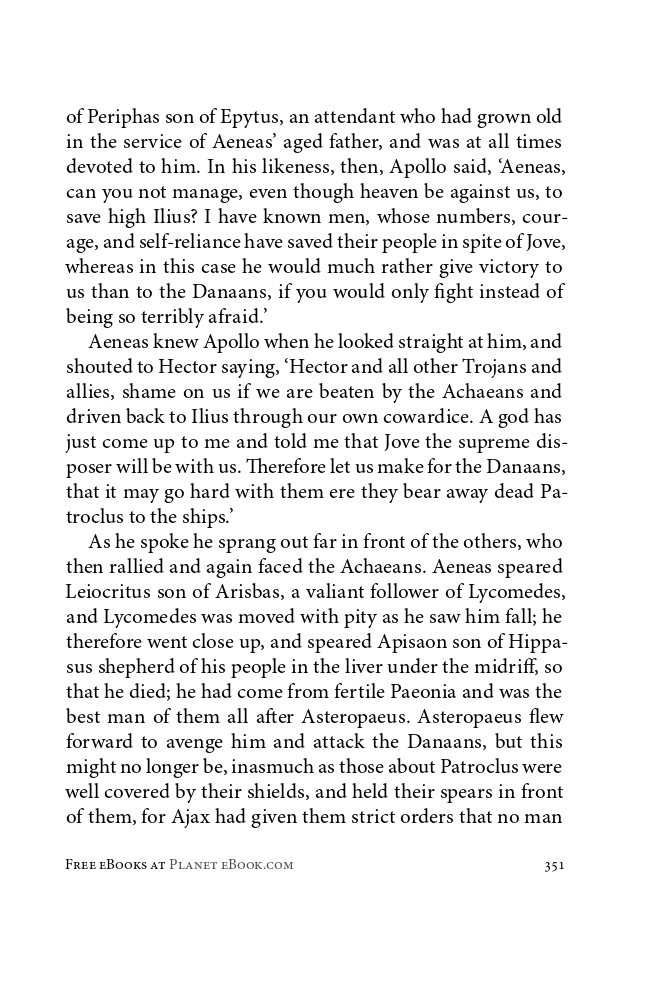 of Periphas son of Epytus, an attendant who had grown old
in the service of Aeneas’ aged father, and was at all times
devoted to him. In his likeness, then, Apollo said, ‘Aeneas,
can you not manage, even though heaven be against us, to
save high Ilius? I have known men, whose numbers, cour-
age, and self-reliance have saved their people in spite of Jove,
whereas in this case he would much rather give victory to
us than to the Danaans, if you would only fight instead of
being so terribly afraid.’
Aeneas knew Apollo when he looked straight at him, and
shouted to Hector saying, ‘Hector and all other Trojans and
allies, shame on us if we are beaten by the Achaeans and
driven back to Ilius through our own cowardice. A god has
just come up to me and told me that Jove the supreme dis-
poser will be with us. Therefore let us make for the Danaans,
that it may go hard with them ere they bear away dead Pa-
troclus to the ships.’
As he spoke he sprang out far in front of the others, who
then rallied and again faced the Achaeans. Aeneas speared
Leiocritus son of Arisbas, a valiant follower of Lycomedes,
and Lycomedes was moved with pity as he saw him fall; he
therefore went close up, and speared Apisaon son of Hippa-
sus shepherd of his people in the liver under the midriff, so
that he died; he had come from fertile Paeonia and was the
best man of them all after Asteropaeus. Asteropaeus flew
forward to avenge him and attack the Danaans, but this
might no longer be, inasmuch as those about Patroclus were
well covered by their shields, and held their spears in front
of them, for Ajax had given them strict orders that no man
Free eBooks at Planet eBook.com 351